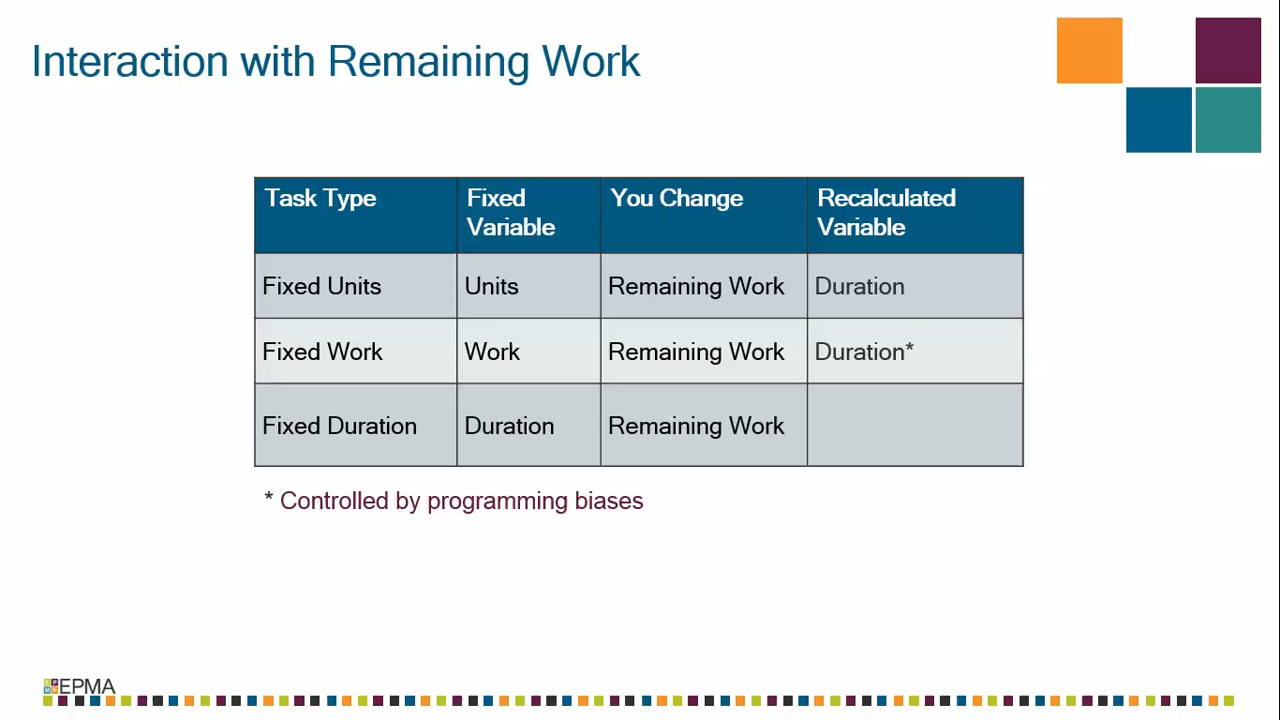 Interaction with Remaining Work
Task Type Fixed Variable You Change Recalculated Variable
Fixed Units Units Remaining Work Duration
Fixed Work Work Remaining Work Duration*
Fixed Duration Duration Remaining Work
* Controlled by programming biases
EPMA